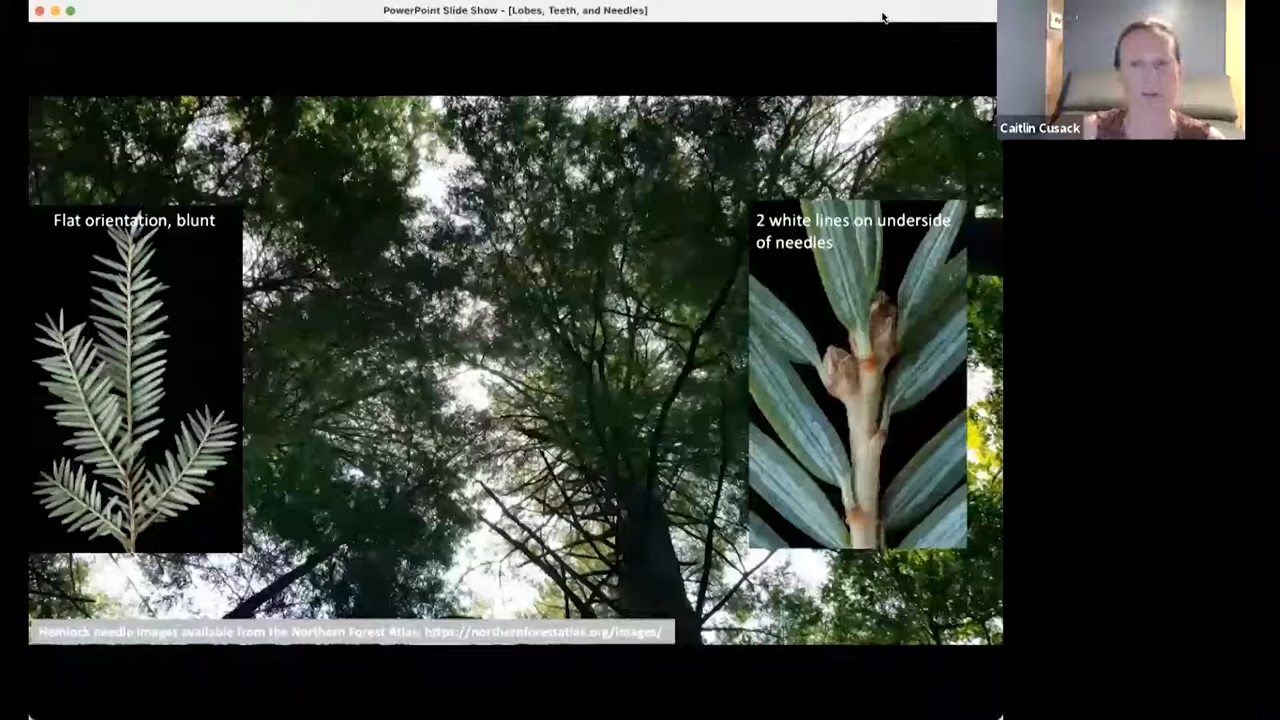 PowerPoint Slide Show - [Lobes, Teeth, and Needles]
Caitlin Cusack
Flat orientation, blunt
2 white lines on underside
of needles
Hemlock needle images available from the Northern Forest Atlas: https://northernforestatlas.org/images/